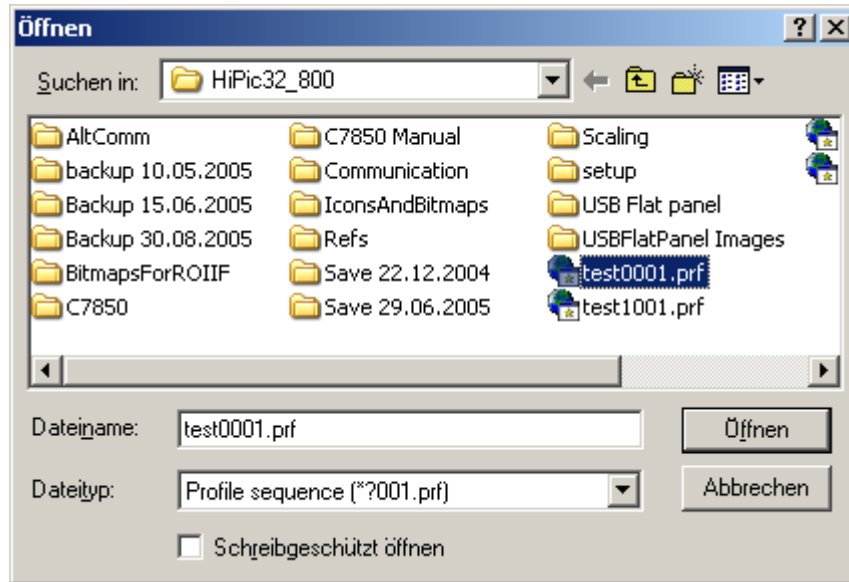 Öffnen
Suchen in: HiPic32_800
AltComm
backup 10.05.2005
Backup 15.06.2005
Backup 30.08.2005
BitmapsForROIIF
C7850
C7850 Manual
Communication
IconsAndBitmaps
Refs
Save 22.12.2004
Save 29.06.2005
Scaling
setup
USB Flat panel
USBFlatPanel Images
test0001.prf
test1001.prf
Dateiname: test0001.prf
Öffnen
Dateityp: Profile sequence (*?001.prf)
Abbrechen
Schreibgeschützt öffnen